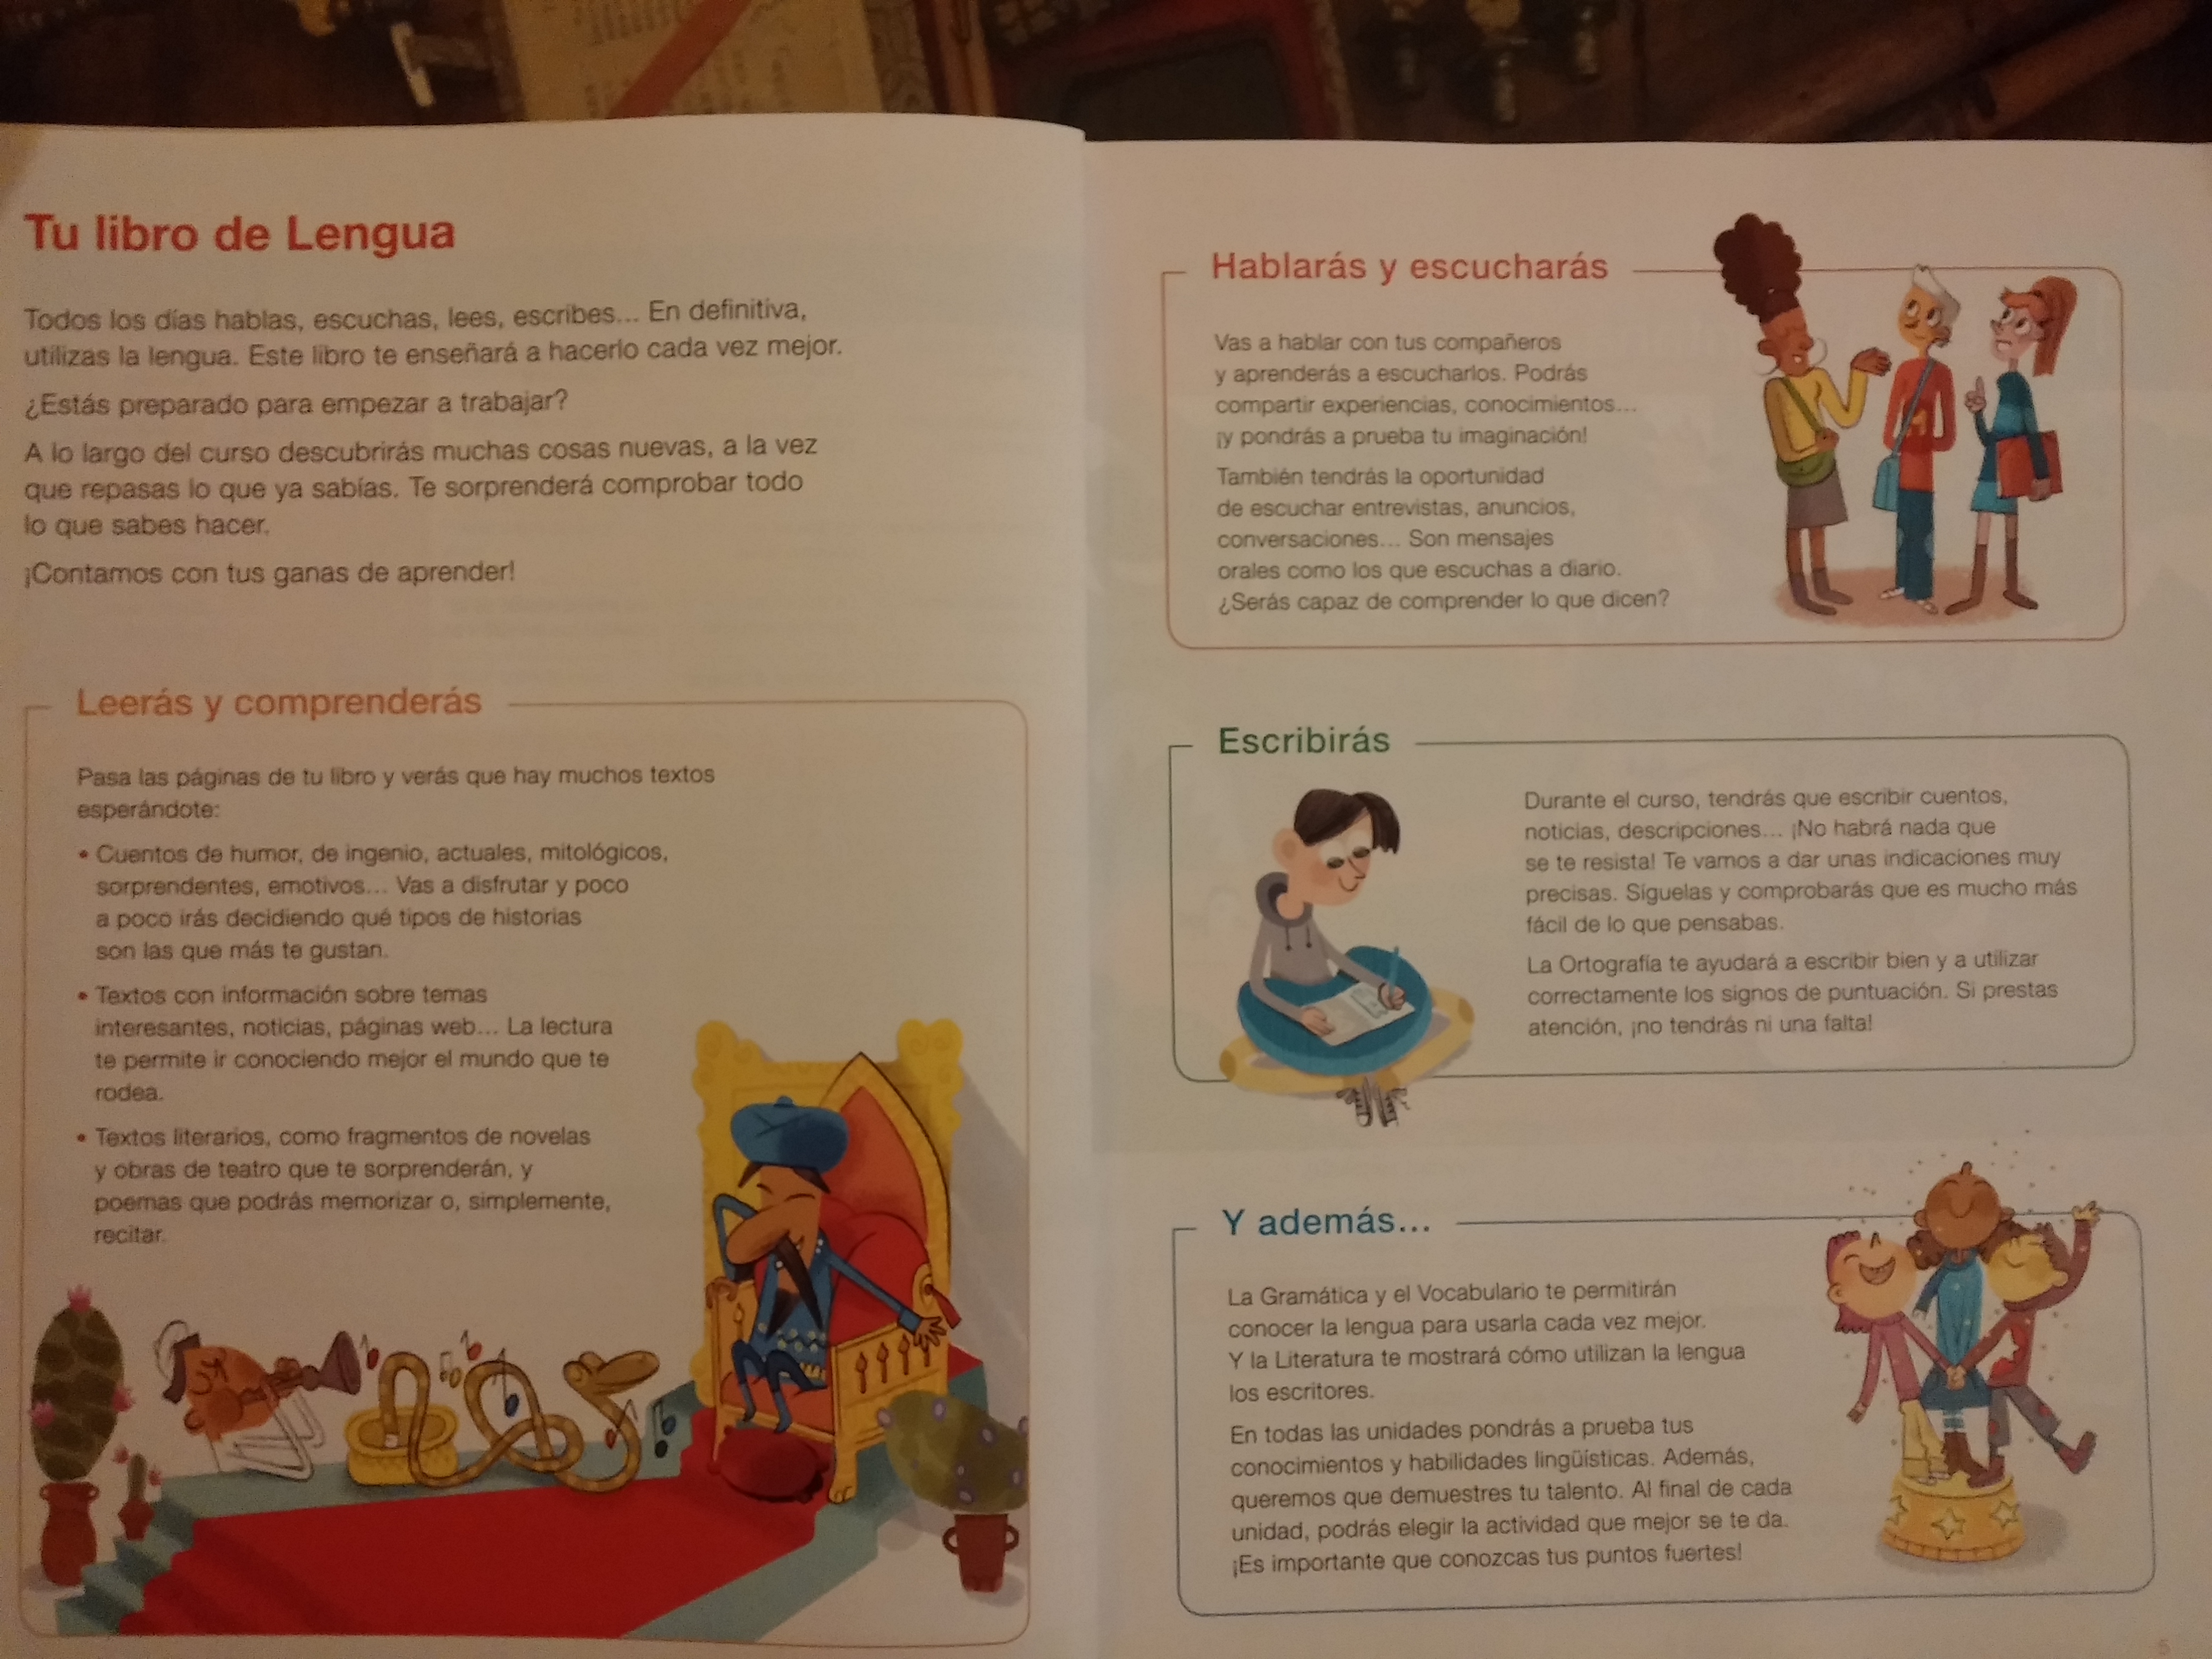 Tu libro de Lengua
Todos los días hablas, escuchas, lees, escribes... En definitiva,
utilizas la lengua. Este libro te enseñará a hacerlo cada vez mejor.
¿Estás preparado para empezar a trabajar?
A lo largo del curso descubrirás muchas cosas nuevas, a la vez
que repasas lo que ya sabías. Te sorprenderá comprobar todo
lo que sabes hacer.
¡Contamos con tus ganas de aprender!
Leerás y comprenderás
Pasa las páginas de tu libro y verás que hay muchos textos
esperándote:
• Cuentos de humor, de ingenio, actuales, mitológicos,
sorprendentes, emotivos... Vas a disfrutar y poco
a poco irás decidiendo qué tipos de historias
son las que más te gustan.
• Textos con información sobre temas
interesantes, noticias, páginas web... La lectura
te permite ir conociendo mejor el mundo que te
rodea.
• Textos literarios, como fragmentos de novelas
y obras de teatro que te sorprenderán, y
poemas que podrás memorizar o, simplemente,
recitar.
Hablarás y escucharás
Vas a hablar con tus compañeros
y aprenderás a escucharlos. Podrás
compartir experiencias, conocimientos...
¡y pondrás a prueba tu imaginación!
También tendrás la oportunidad
de escuchar entrevistas, anuncios,
conversaciones... Son mensajes
orales como los que escuchas a diario.
¿Serás capaz de comprender lo que dicen?
Escribirás
Durante el curso, tendrás que escribir cuentos,
noticias, descripciones... ¡No habrá nada que
se te resista! Te vamos a dar unas indicaciones muy
precisas. Síguelas y comprobarás que es mucho más
fácil de lo que pensabas.
La Ortografía te ayudará a escribir bien y a utilizar
correctamente los signos de puntuación. Si prestas
atención, ¡no tendrás ni una falta!
Y además...
La Gramática y el Vocabulario te permitirán
conocer la lengua para usarla cada vez mejor.
Y la Literatura te mostrará cómo utilizan la lengua
los escritores.
En todas las unidades pondrás a prueba tus
conocimientos y habilidades lingüísticas. Además,
queremos que demuestres tu talento. Al final de cada
unidad, podrás elegir la actividad que mejor se te da.
¡Es importante que conozcas tus puntos fuertes!
5